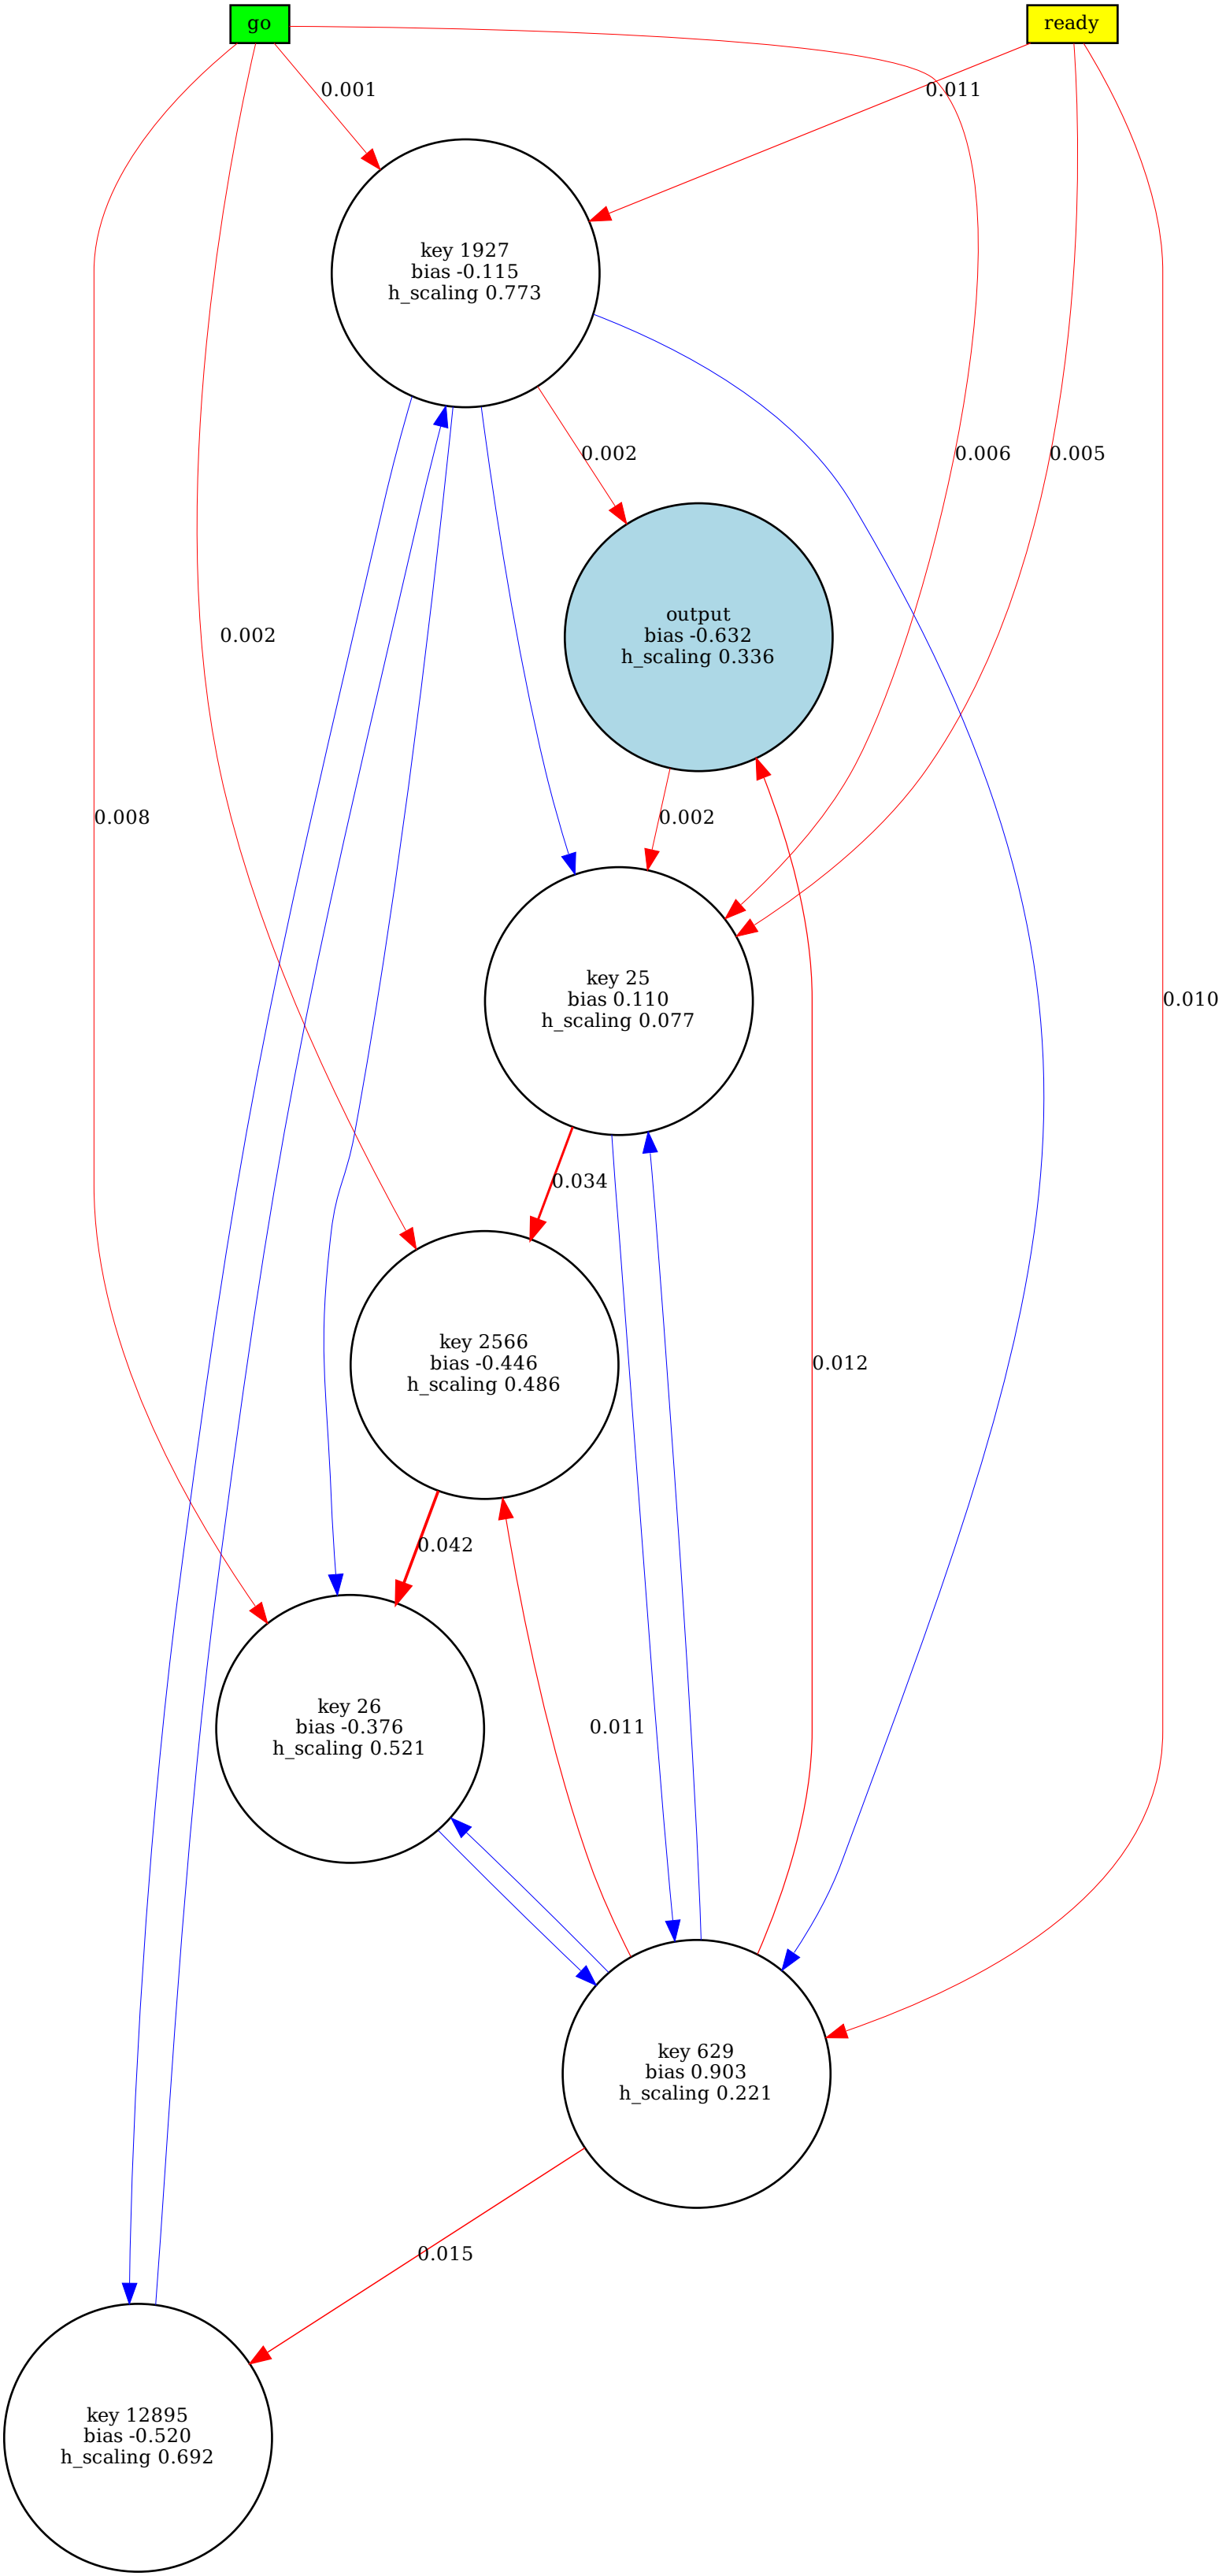 go
ready
0.001
0.011
key 1927
bias -0.115
h_scaling 0.773
0.002
0.006
0.005
output
bias -0.632
h_scaling 0.336
0.002
0.008
0.002
key 25
bias 0.110
h_scaling 0.077
0.010
0.034
key 2566
bias -0.446
h_scaling 0.486
0.012
0.042
key 26
bias -0.376
h_scaling 0.521
0.011
key 629
bias 0.903
h_scaling 0.221
0.015
key 12895
bias -0.520
h_scaling 0.692